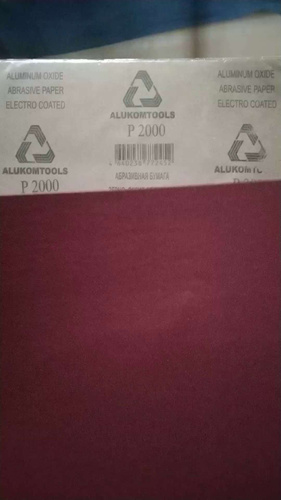 ALUMINUM OXIDE
ABRASIVE PAPER
ELECTRO COATED
ALUKOMTOOLS
P 2000
ALUKOMTOOLS
P 2000
АБРАЗИВНАЯ БУМАГА
ALUMINUM OXIDE
ABRASIVE PAPER
ELECTRO COATED